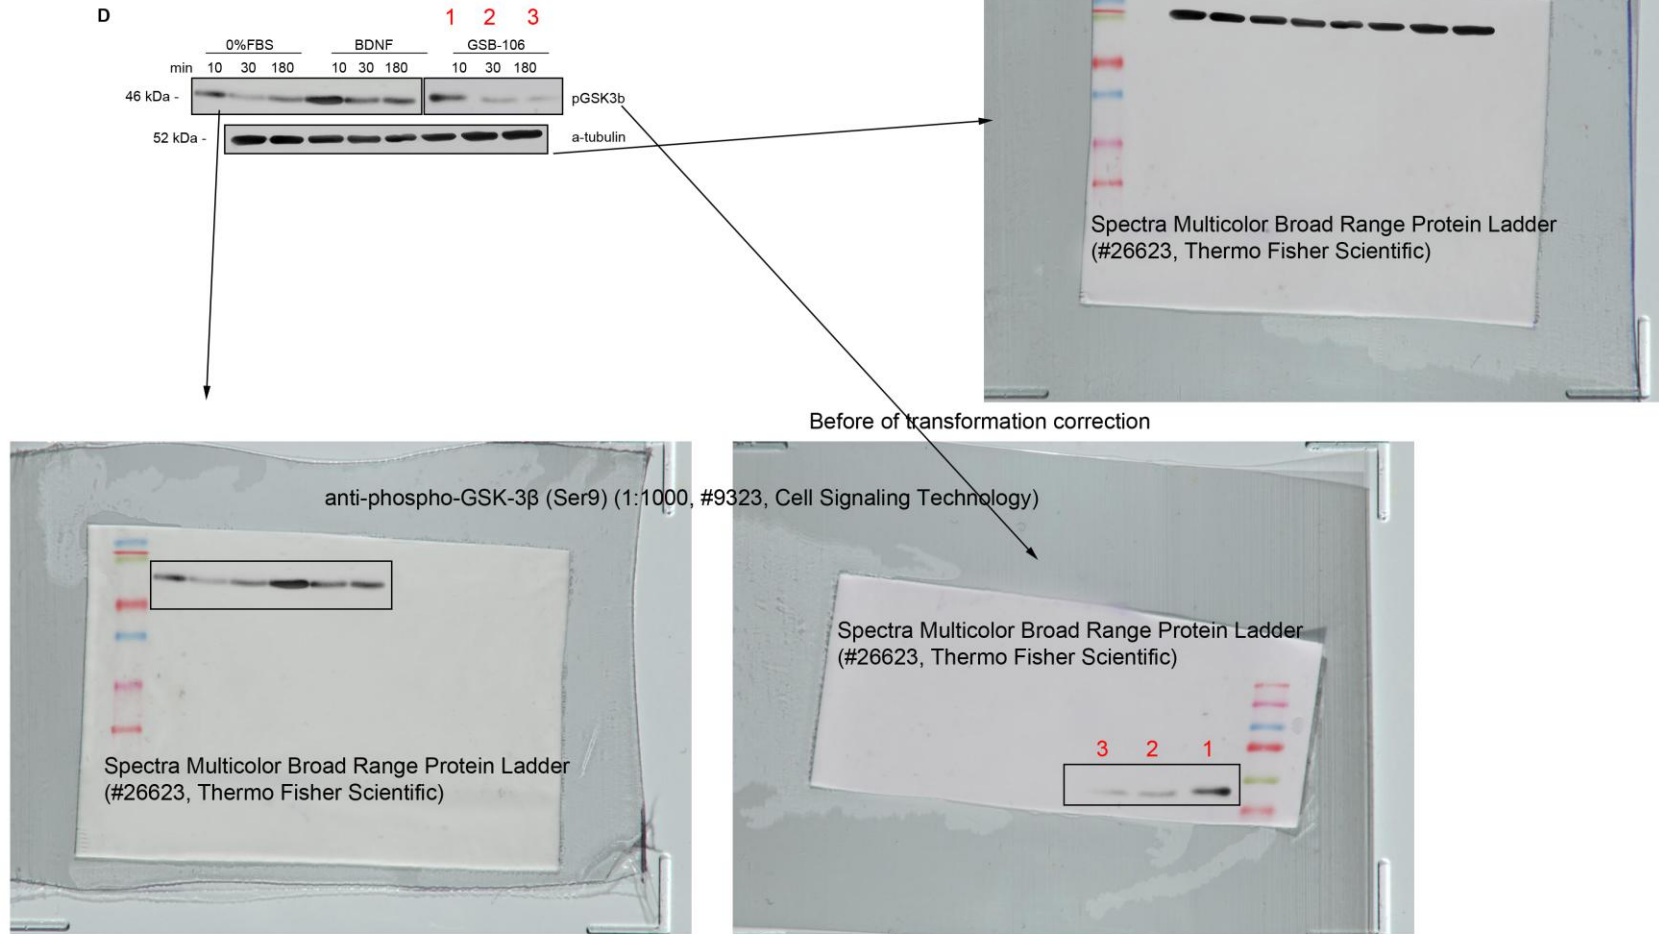 D
1 2 3
0%FBS BDNF GSB-106
min 10 30 180 10 30 180 10 30 180
46 kDa - pGSK3b
52 kDa - a-tubulin
Spectra Multicolor Broad Range Protein Ladder
(#26623, Thermo Fisher Scientific)
Before of transformation correction
anti-phospho-GSK-3β (Ser9) (1:1000, #9323, Cell Signaling Technology)
Spectra Multicolor Broad Range Protein Ladder
(#26623, Thermo Fisher Scientific)
Spectra Multicolor Broad Range Protein Ladder
(#26623, Thermo Fisher Scientific)
3 2 1